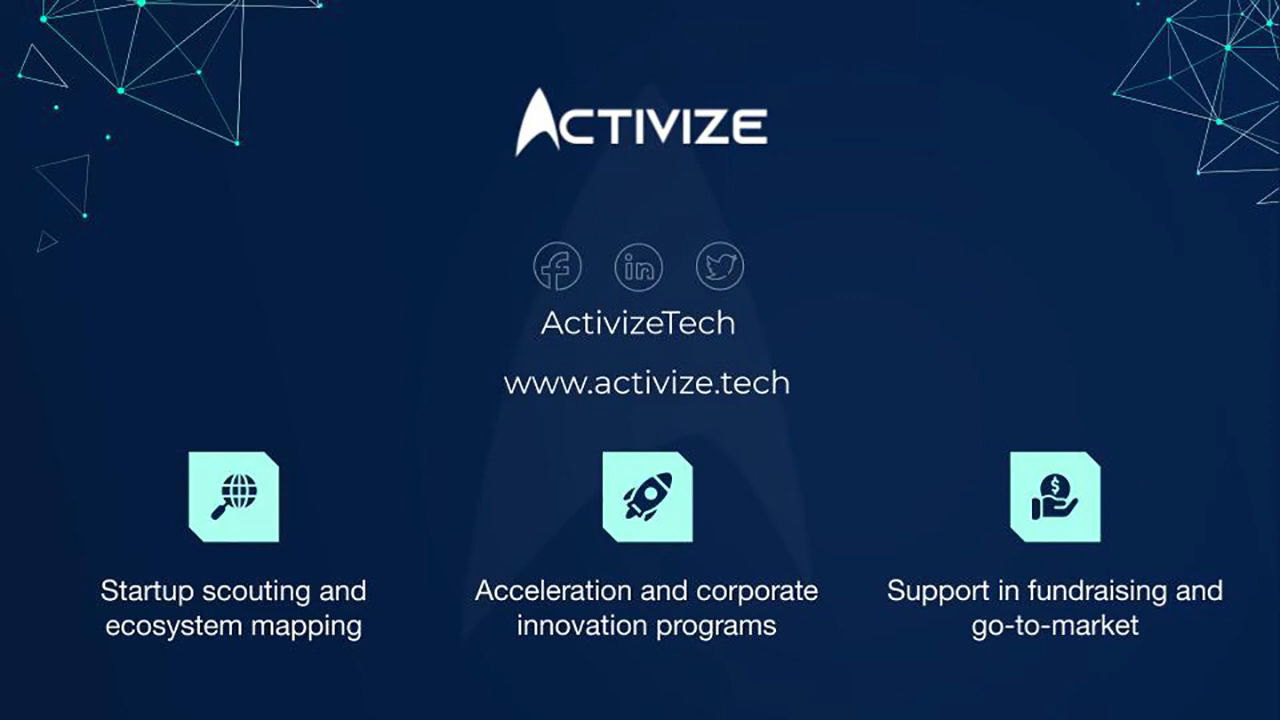 ACTIVIZE
ActivizeTech
www.activize.tech
Startup scouting and
ecosystem mapping
Acceleration and corporate
innovation programs
Support in fundraising and
go-to-market